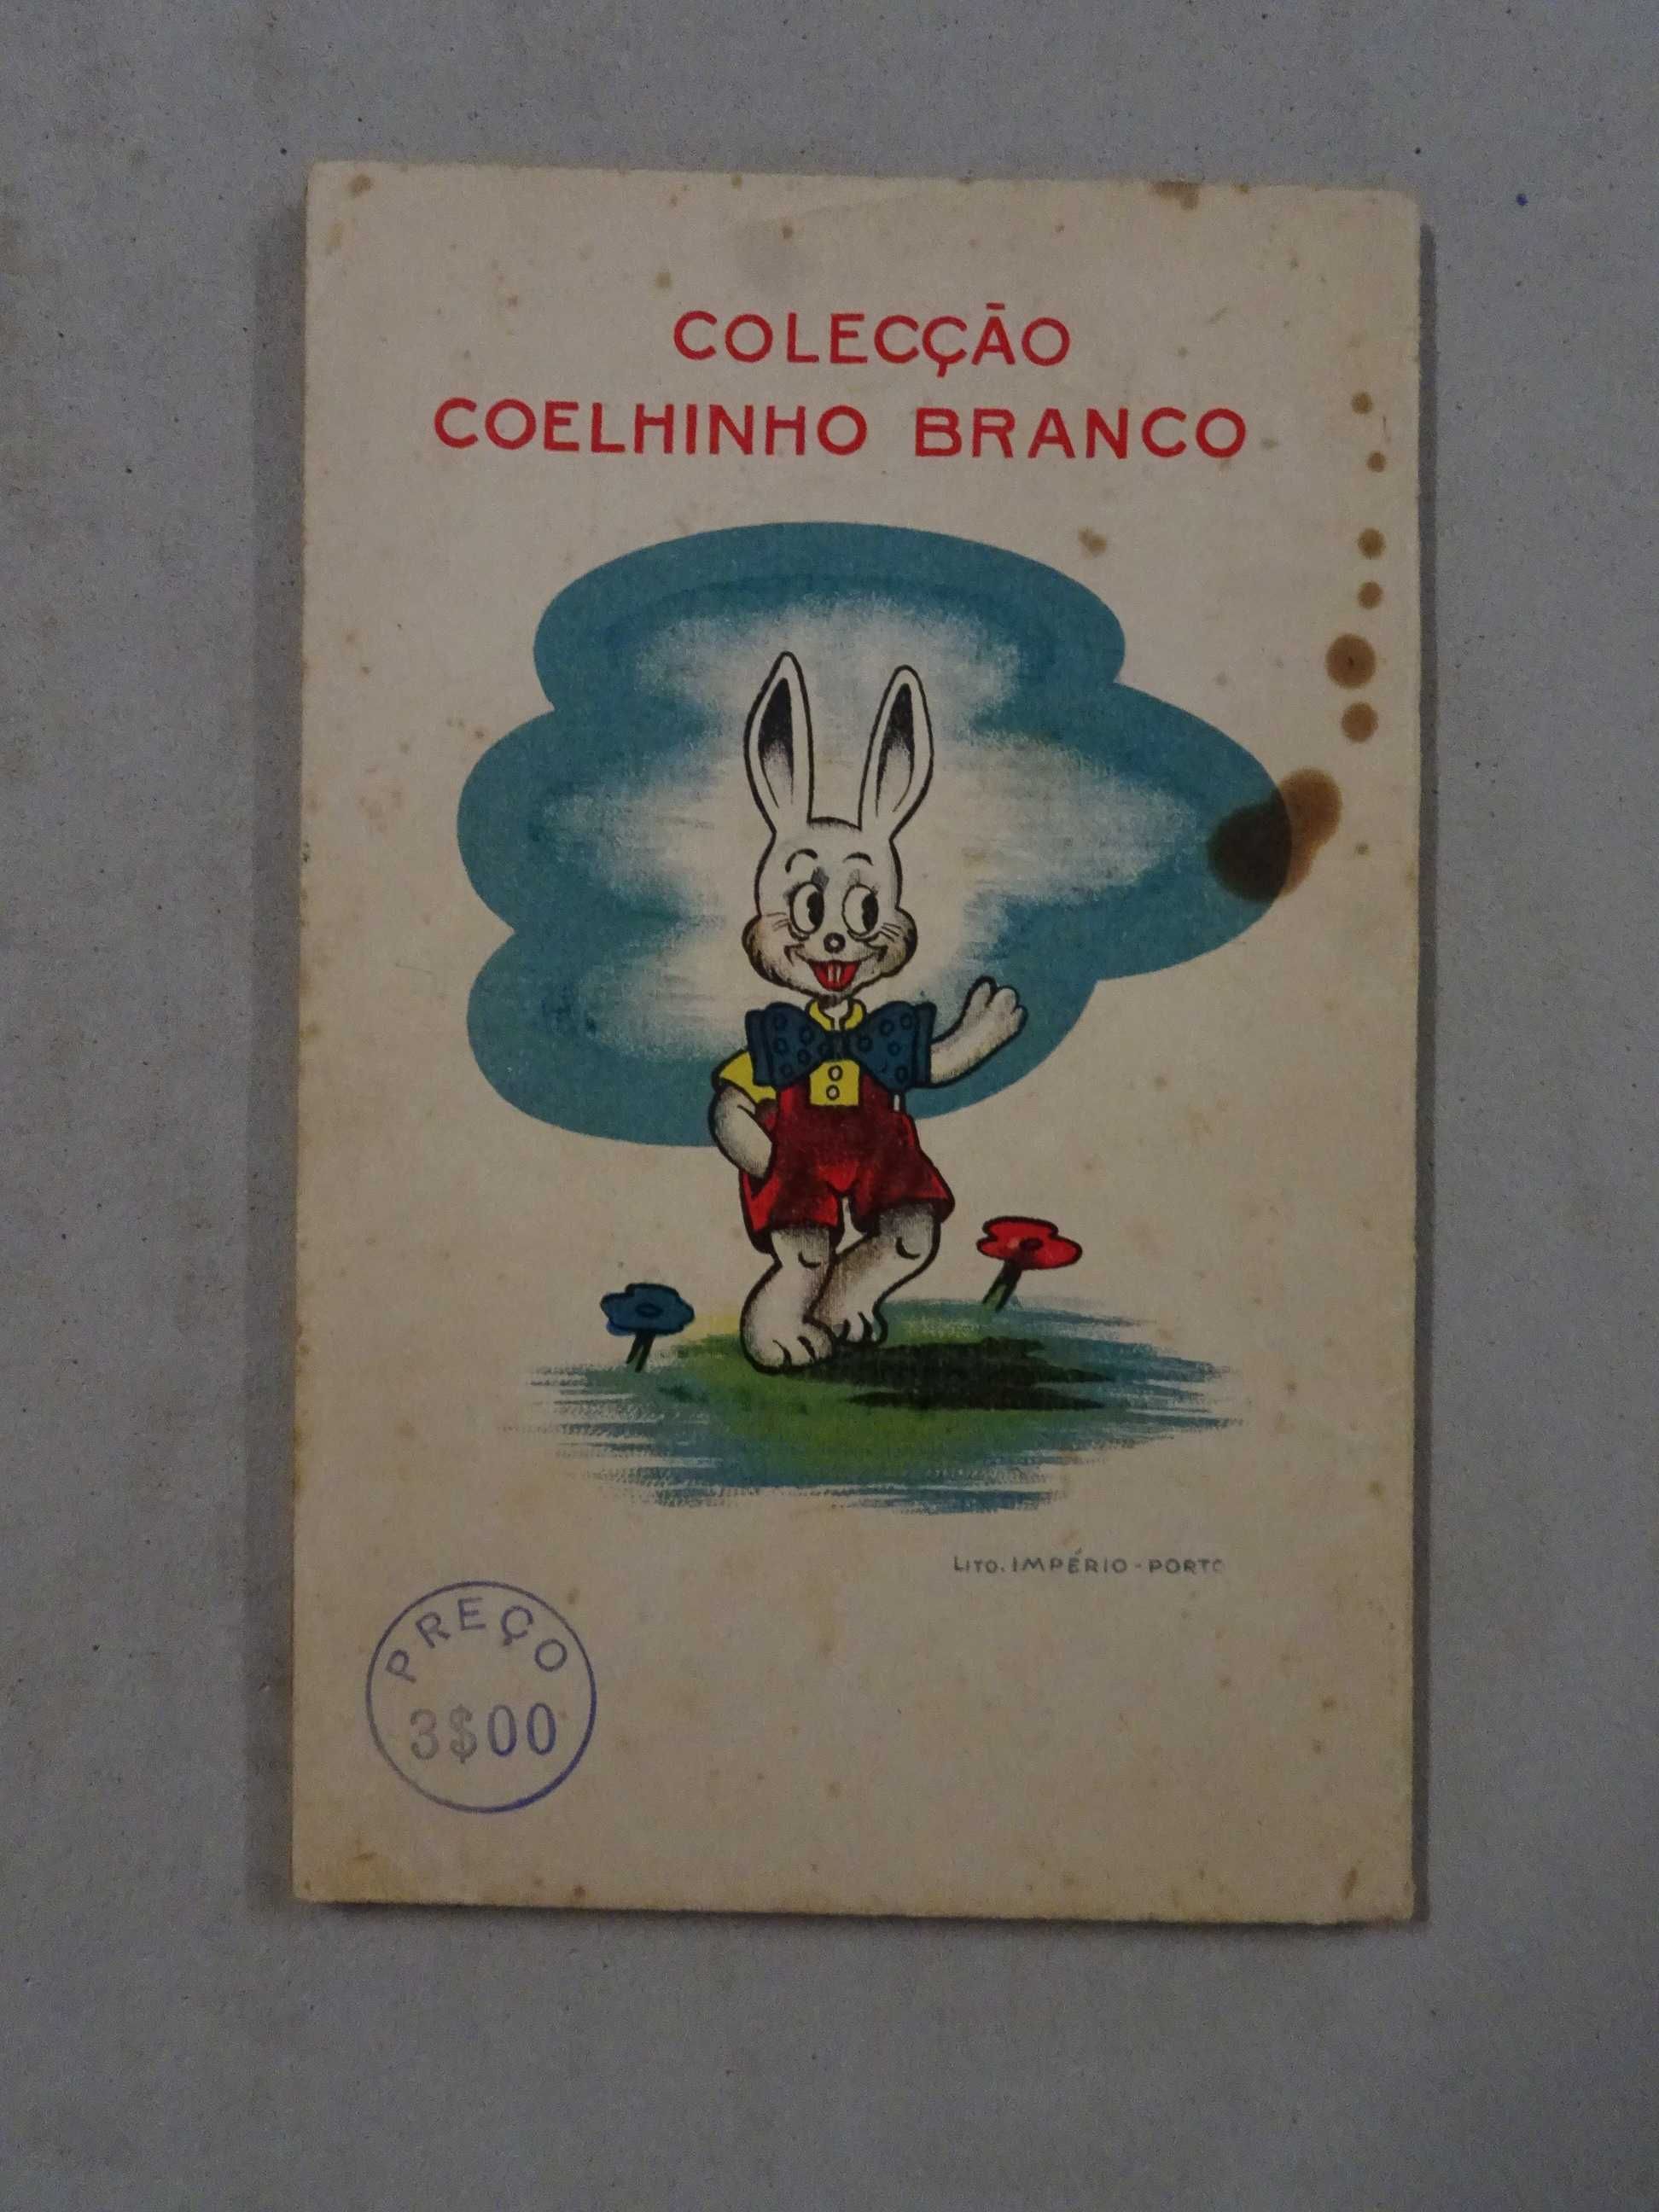 COLECÇÃO
COELHINHO BRANCO
LITO. IMPÉRIO - PORTO
PREÇO
3$00